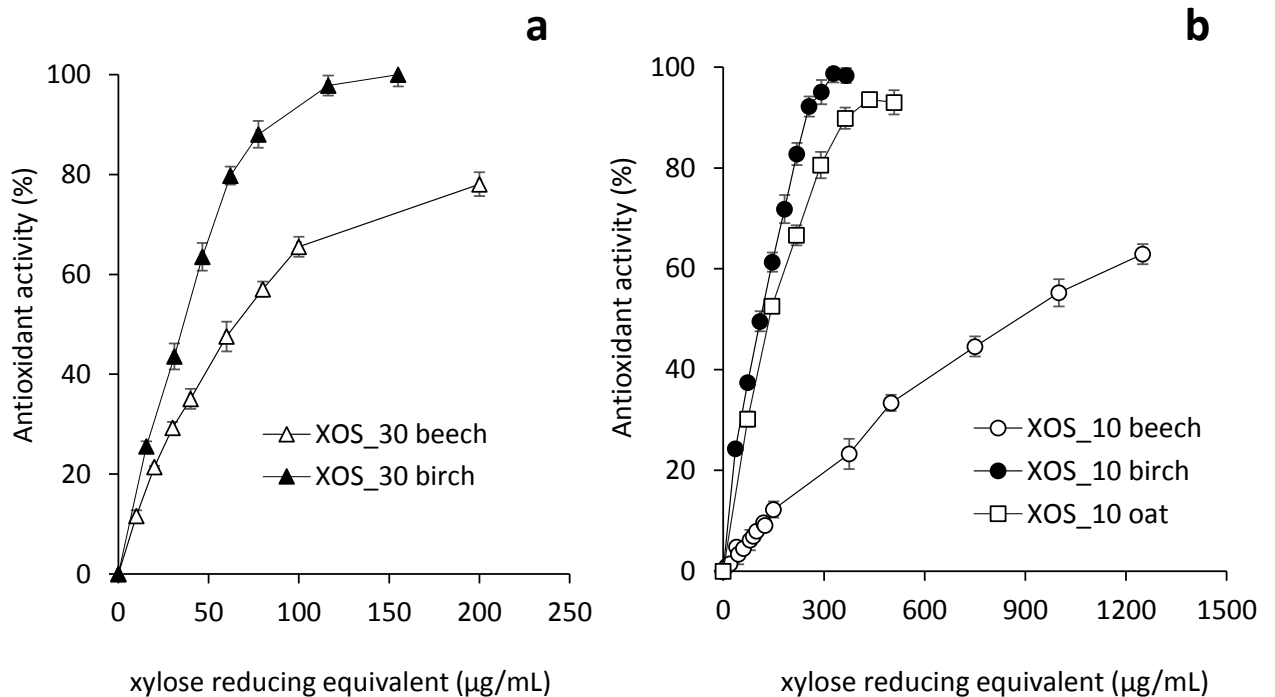 a
Antioxidant activity (%)
100
80
60
40
20
0
XOS_30 beech
XOS_30 birch
0 50 100 150 200 250
xylose reducing equivalent (µg/mL)
b
Antioxidant activity (%)
100
80
60
40
20
0
XOS_10 beech
XOS_10 birch
XOS_10 oat
0 300 600 900 1200 1500
xylose reducing equivalent (µg/mL)